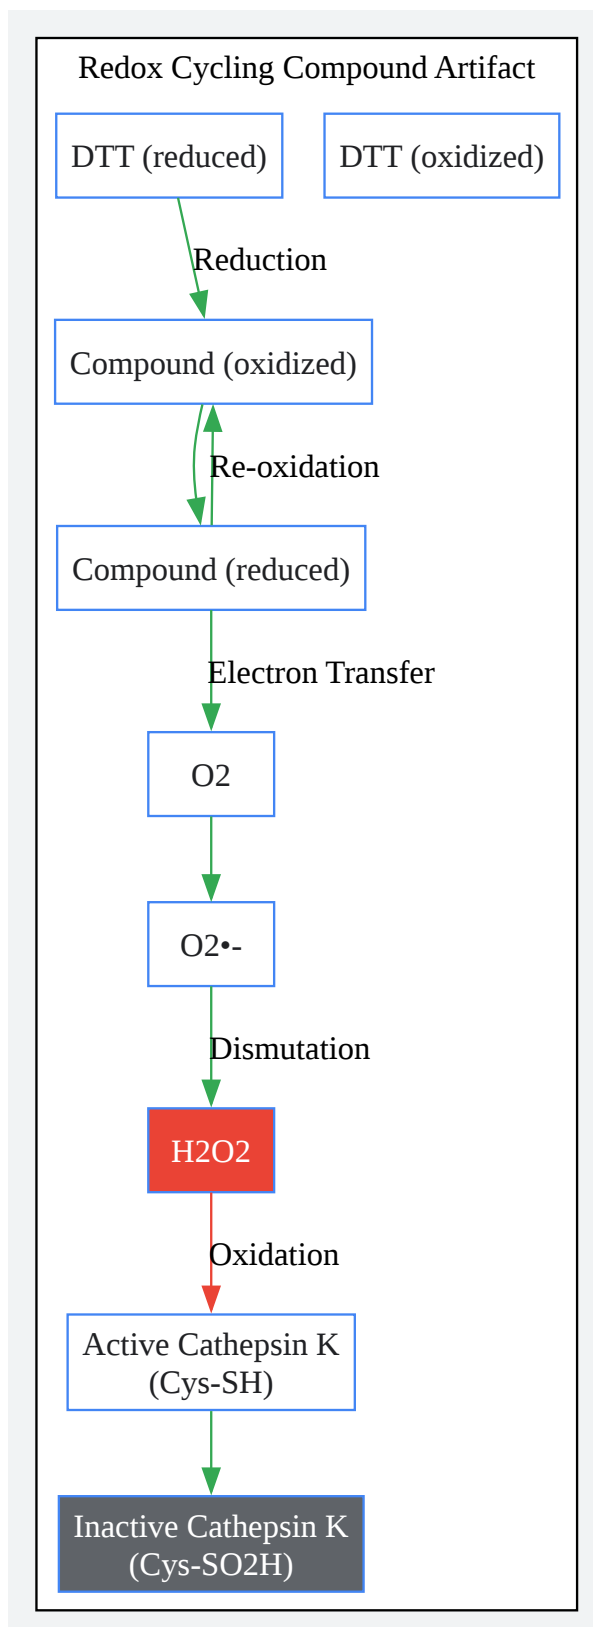 Redox Cycling Compound Artifact
DTT (reduced)
DTT (oxidized)
Reduction
Compound (oxidized)
Re-oxidation
Compound (reduced)
Electron Transfer
O2
O2•-
Dismutation
H2O2
Oxidation
Active Cathepsin K
(Cys-SH)
Inactive Cathepsin K
(Cys-SO2H)